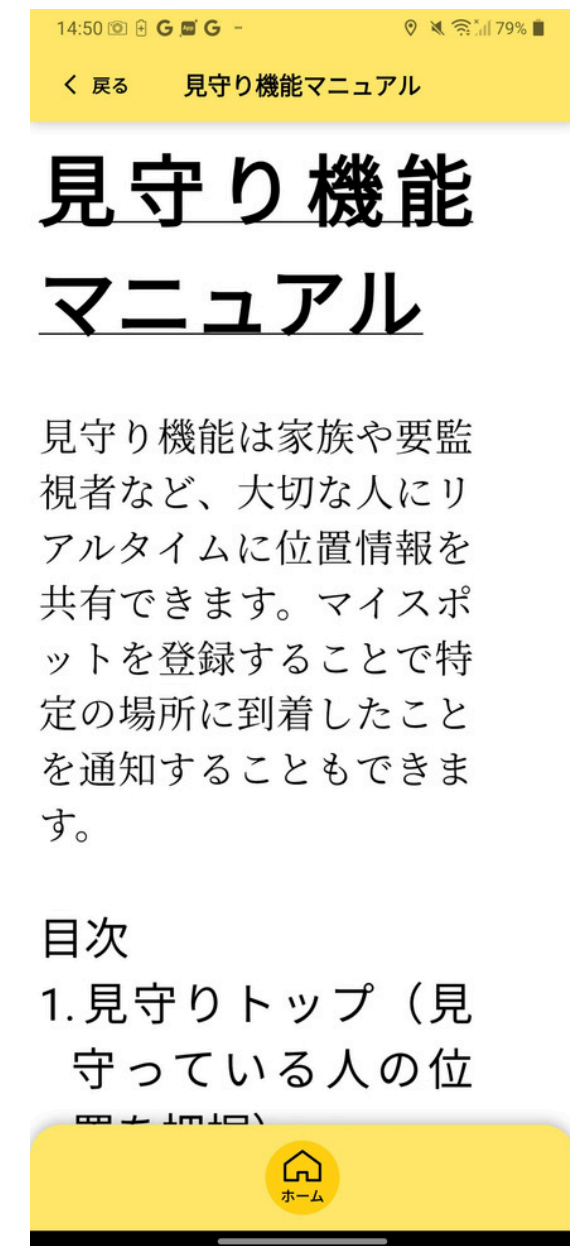 14:50 G G –
79%
戻る 見守り機能マニュアル
見守り機能
マニュアル
見守り機能は家族や要監
視者など、大切な人にリ
アルタイムに位置情報を
共有できます。マイスポ
ットを登録することで特
定の場所に到着したこと
を通知することもできま
す。
目次
1.見守りトップ（見
守っている人の位
置を把握）
ホーム